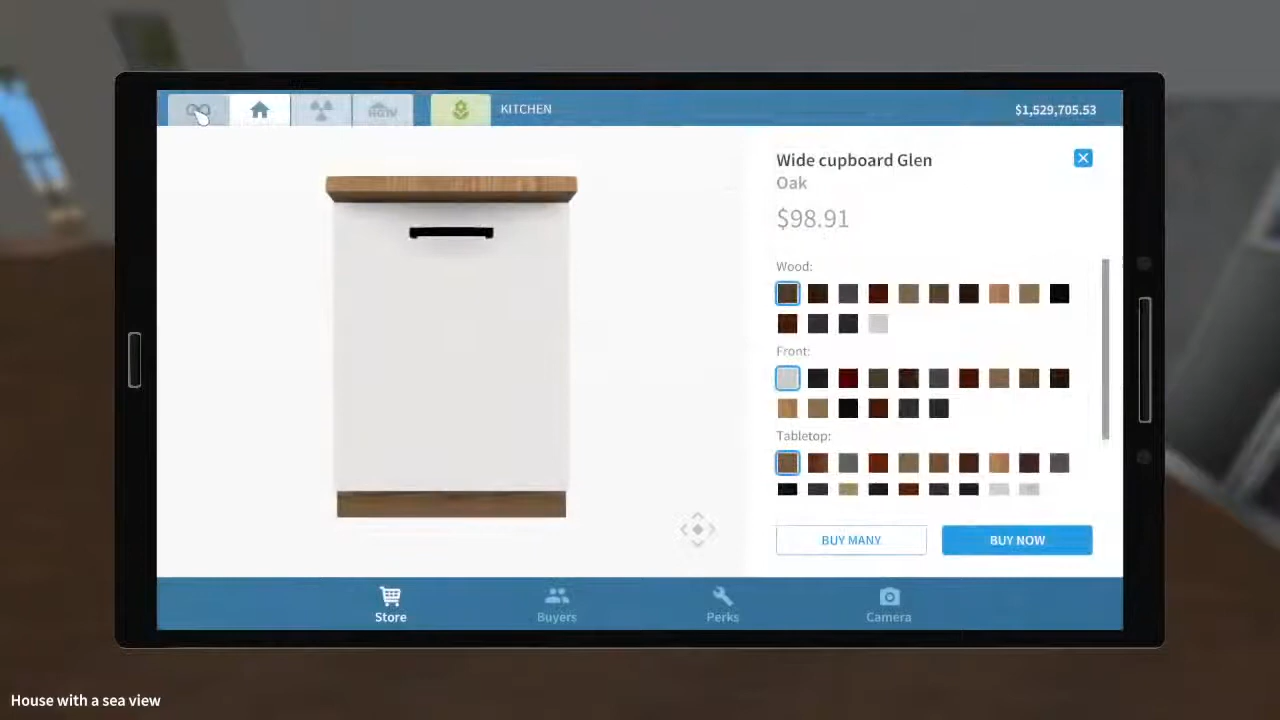 HGTV
KITCHEN
$1,529,705.53
Wide cupboard Glen
Oak
$98.91
Wood:
Front:
Tabletop:
BUY MANY
BUY NOW
Store
Buyers
Perks
Camera
House with a sea view